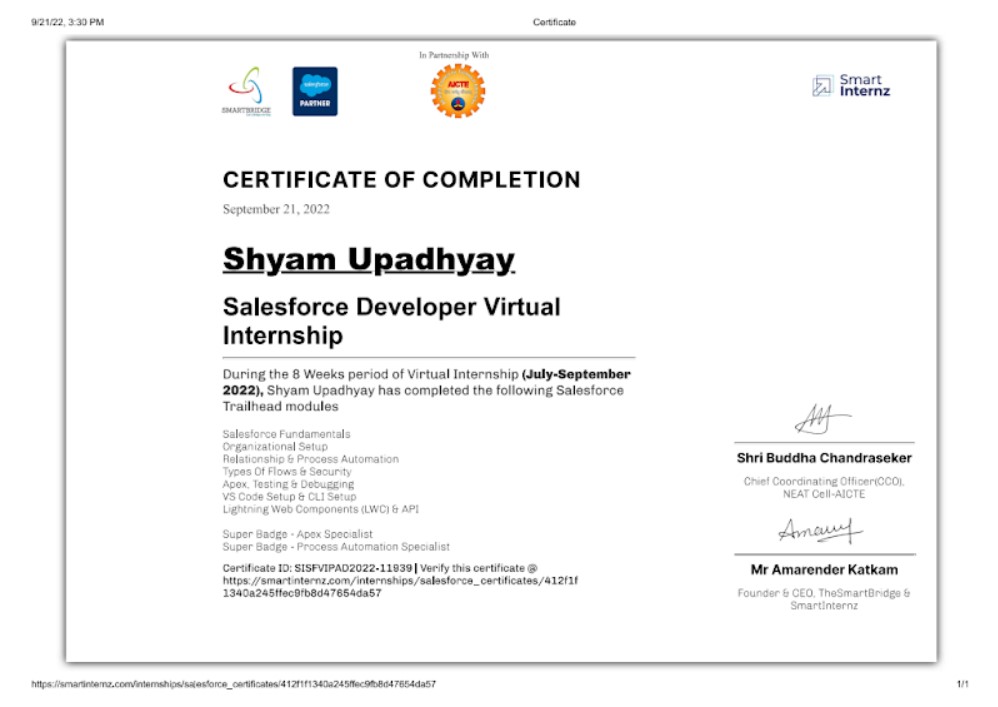 9/21/22, 3:30 PM
Certificate
In Partnership With
SMARTBRIDGE
salesforce
PARTNER
AICTE
Smart
Internz
CERTIFICATE OF COMPLETION
September 21, 2022
Shyam Upadhyay
Salesforce Developer Virtual
Internship
During the 8 Weeks period of Virtual Internship (July-September
2022), Shyam Upadhyay has completed the following Salesforce
Trailhead modules
Salesforce Fundamentals
Organizational Setup
Relationship & Process Automation
Types Of Flows & Security
Apex, Testing & Debugging
VS Code Setup & CLI Setup
Lightning Web Components (LWC) & API
Super Badge - Apex Specialist
Super Badge - Process Automation Specialist
Certificate ID: SISFVIPAD2022-11939 | Verify this certificate @
https://smartinternz.com/internships/salesforce_certificates/412f1f
1340a245ffec9fb8d47654da57
Shri Buddha Chandraseker
Chief Coordinating Officer(CCO),
NEAT Cell-AICTE
Mr Amarender Katkam
Founder & CEO, TheSmartBridge &
SmartInternz
https://smartinternz.com/internships/salesforce_certificates/412f1f1340a245ffec9fb8d47654da57
1/1